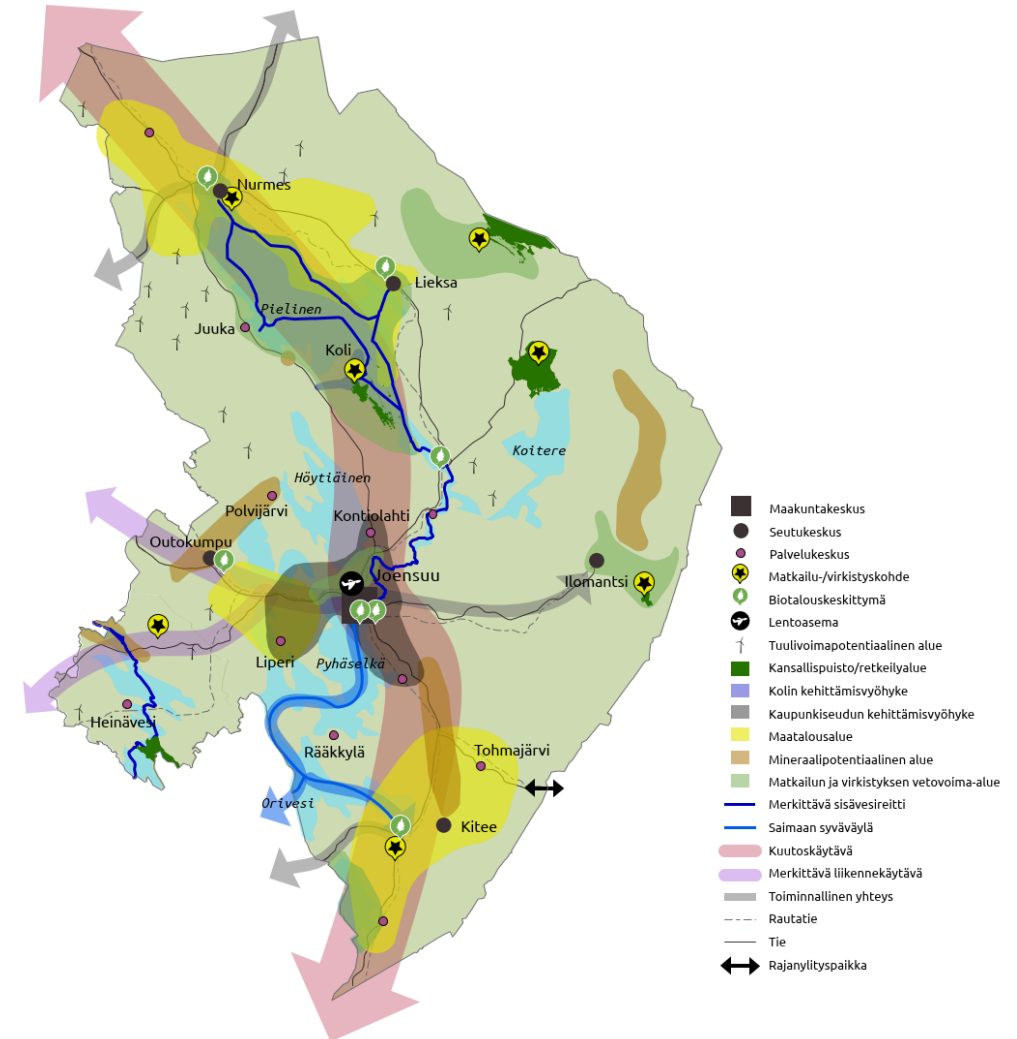 Nurmes
Lieksa
Pielinen
Juuka
Koli
Koitere
Höytiäinen
Polvijärvi
Kontiolahti
Outokumpu
Joensuu
Ilomantsi
Liperi
Pyhäselkä
Heinävesi
Rääkkylä
Tohmajärvi
Orivesi
Kitee
Maakuntakeskus
Seutukeskus
Palvelukeskus
Matkailu-/virkistyskohde
Biotalouskeskittymä
Lentoasema
Tuulivoimapotentiaalinen alue
Kansallispuisto/retkeilyalue
Kolin kehittämisvyöhyke
Kaupunkiseudun kehittämisvyöhyke
Maatalousalue
Mineraalipotentiaalinen alue
Matkailun ja virkistyksen vetovoima-alue
Merkittävä sisävesireitti
Saimaan syväväylä
Kuutoskäytävä
Merkittävä liikennekäytävä
Toiminnallinen yhteys
Rautatie
Tie
Rajanylityspaikka